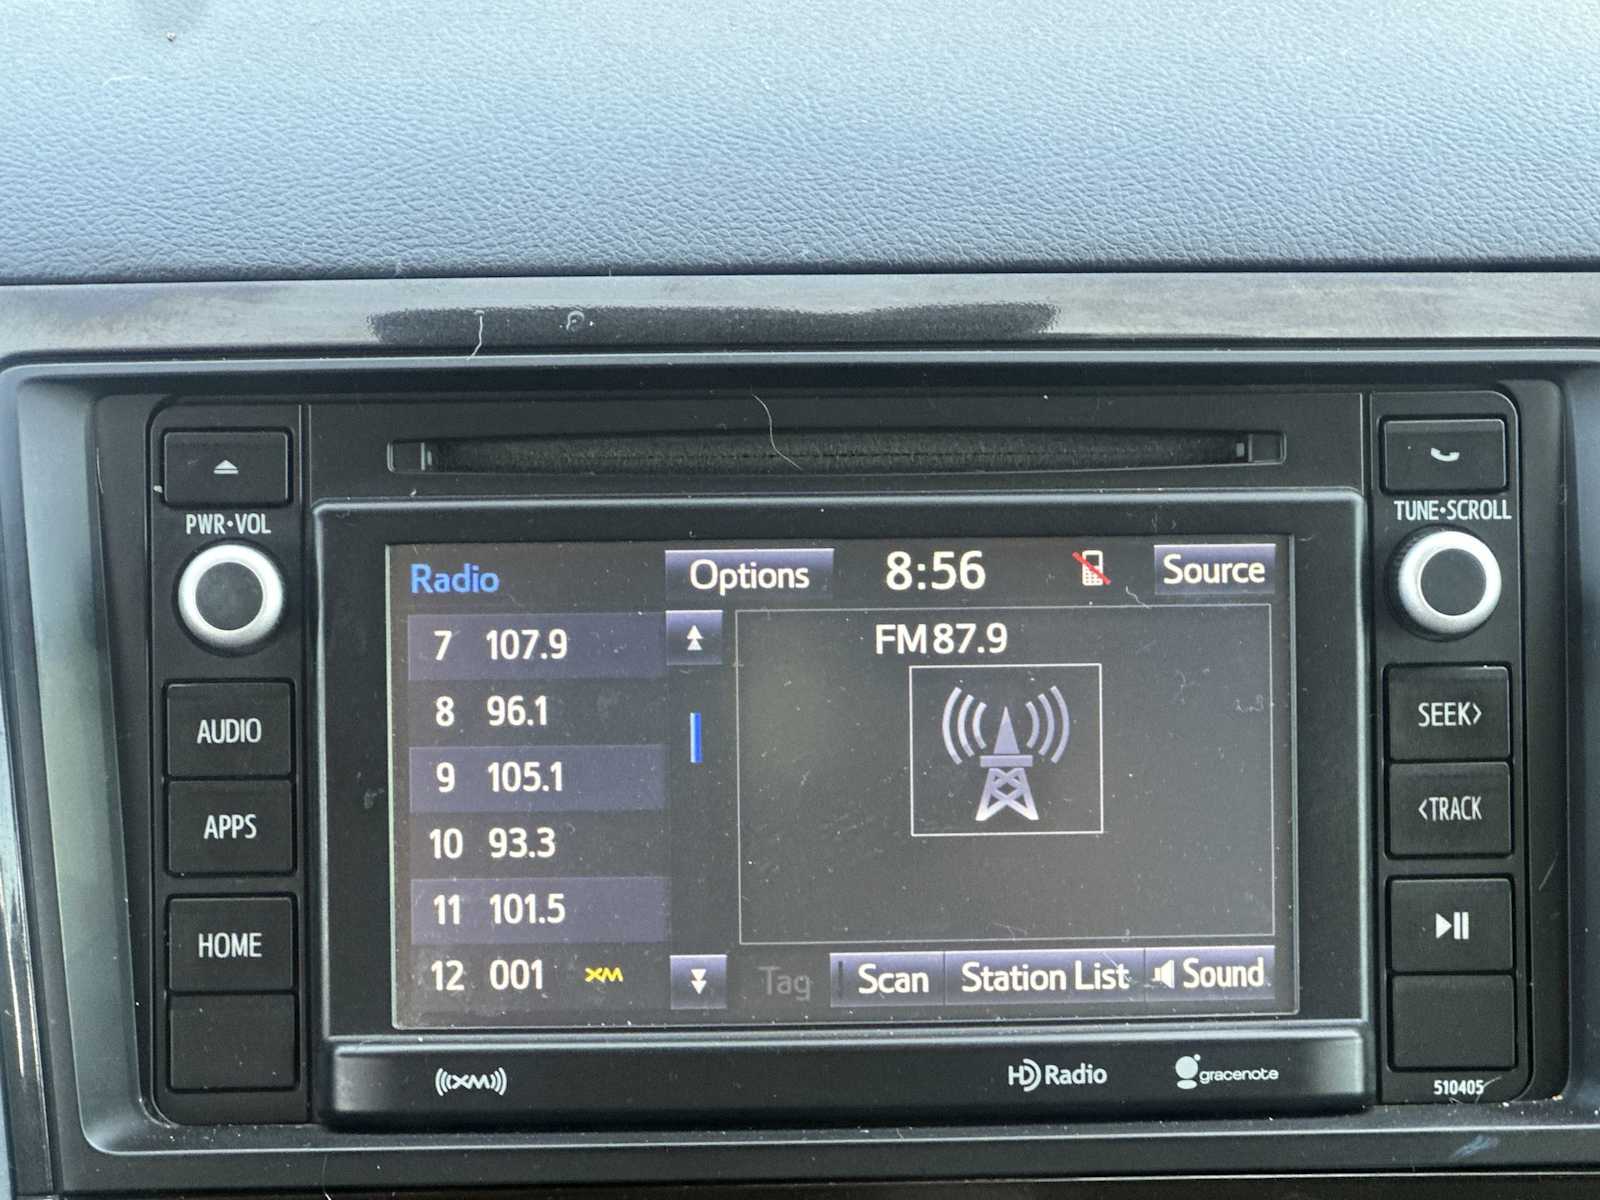 PWR•VOL
AUDIO
APPS
HOME
Radio
Options
8:56
Source
7 107.9
8 96.1
9 105.1
10 93.3
11 101.5
12 001 XM
FM 87.9
Tag
Scan
Station List
Sound
TUNE•SCROLL
SEEK>
<TRACK
510405
((XM))
HD Radio
gracenote